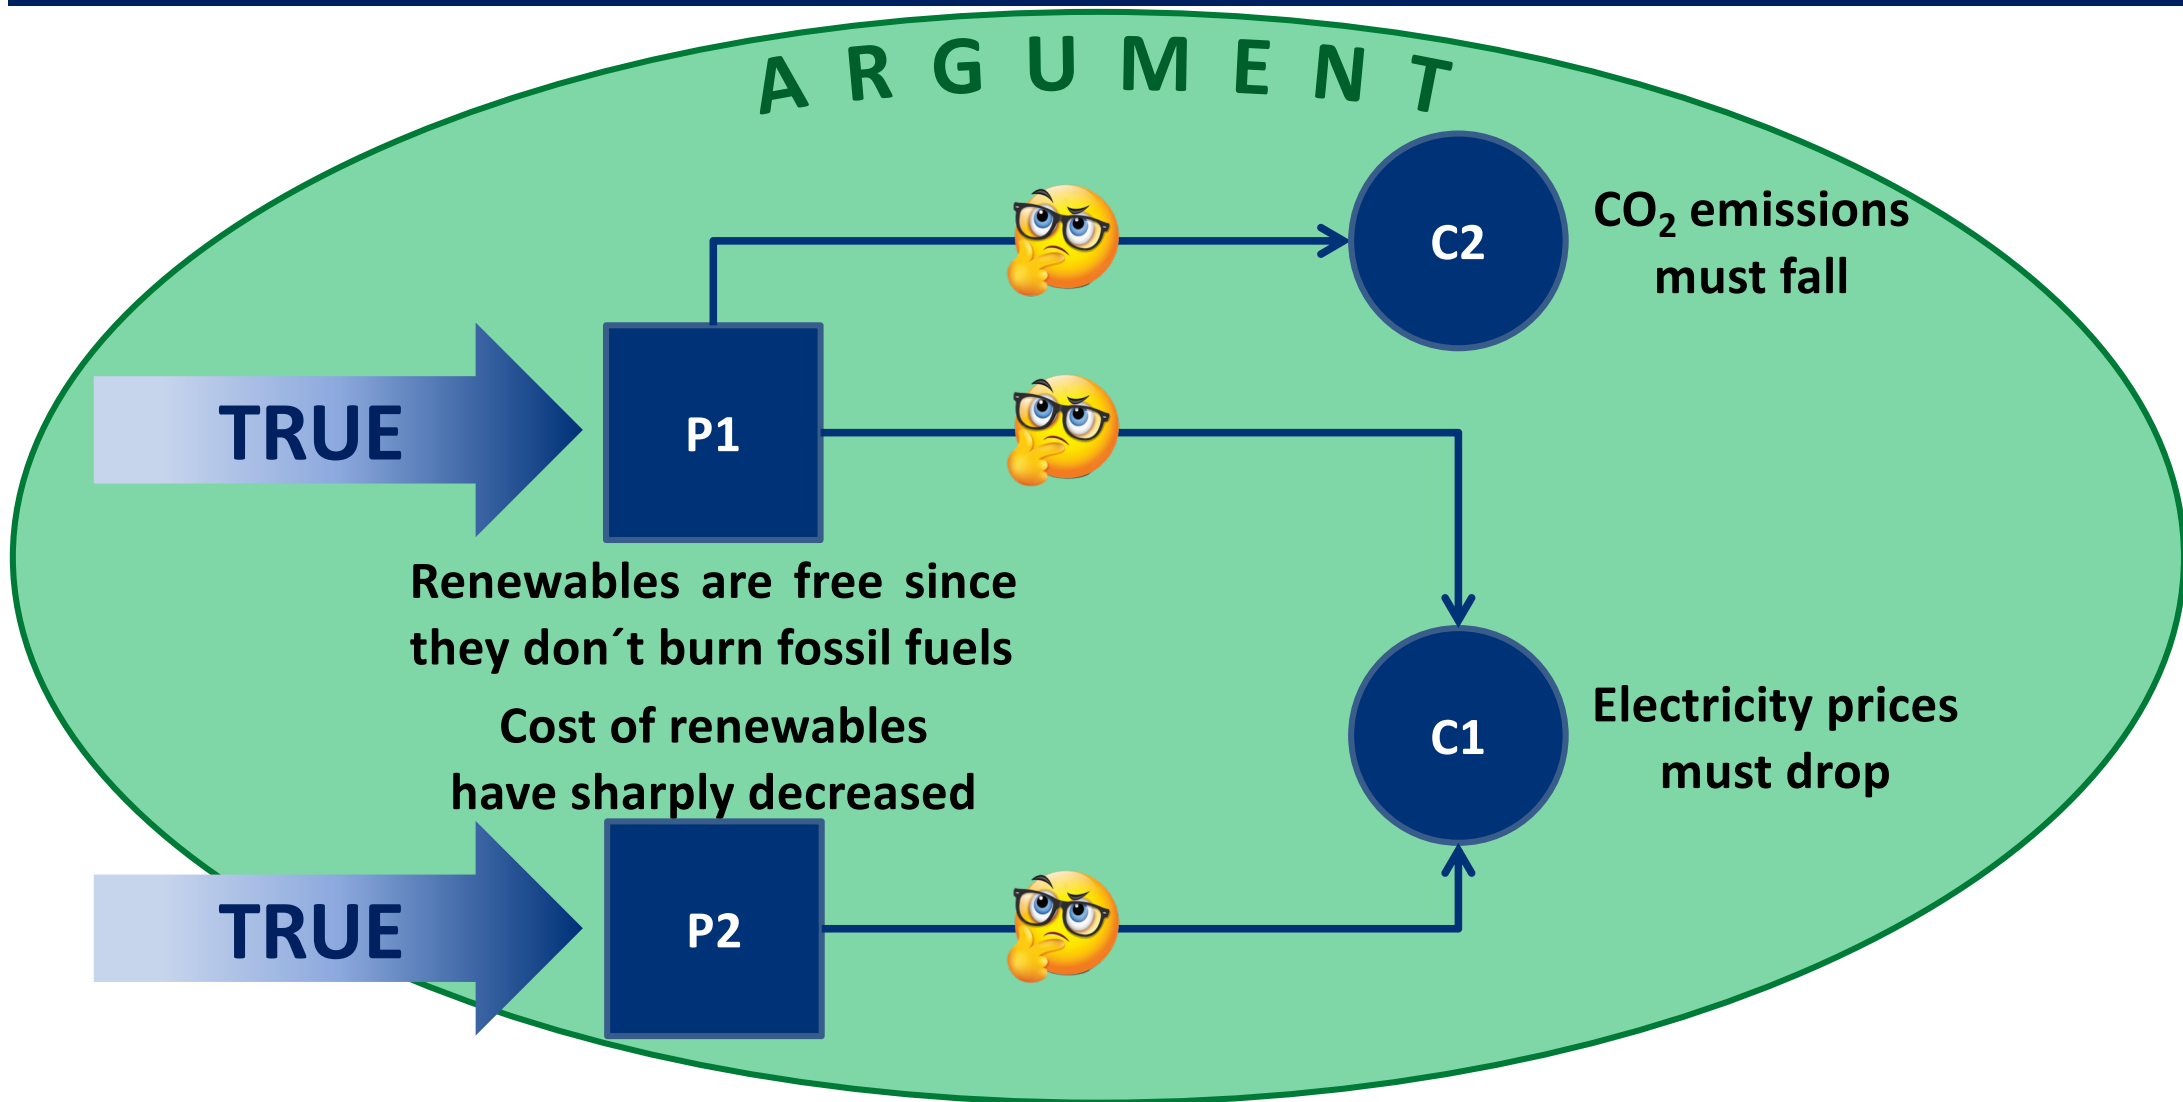 ARGUMENT
C2
CO₂ emissions
must fall
TRUE
P1
Renewables are free since
they don´t burn fossil fuels
Cost of renewables
have sharply decreased
C1
Electricity prices
must drop
TRUE
P2